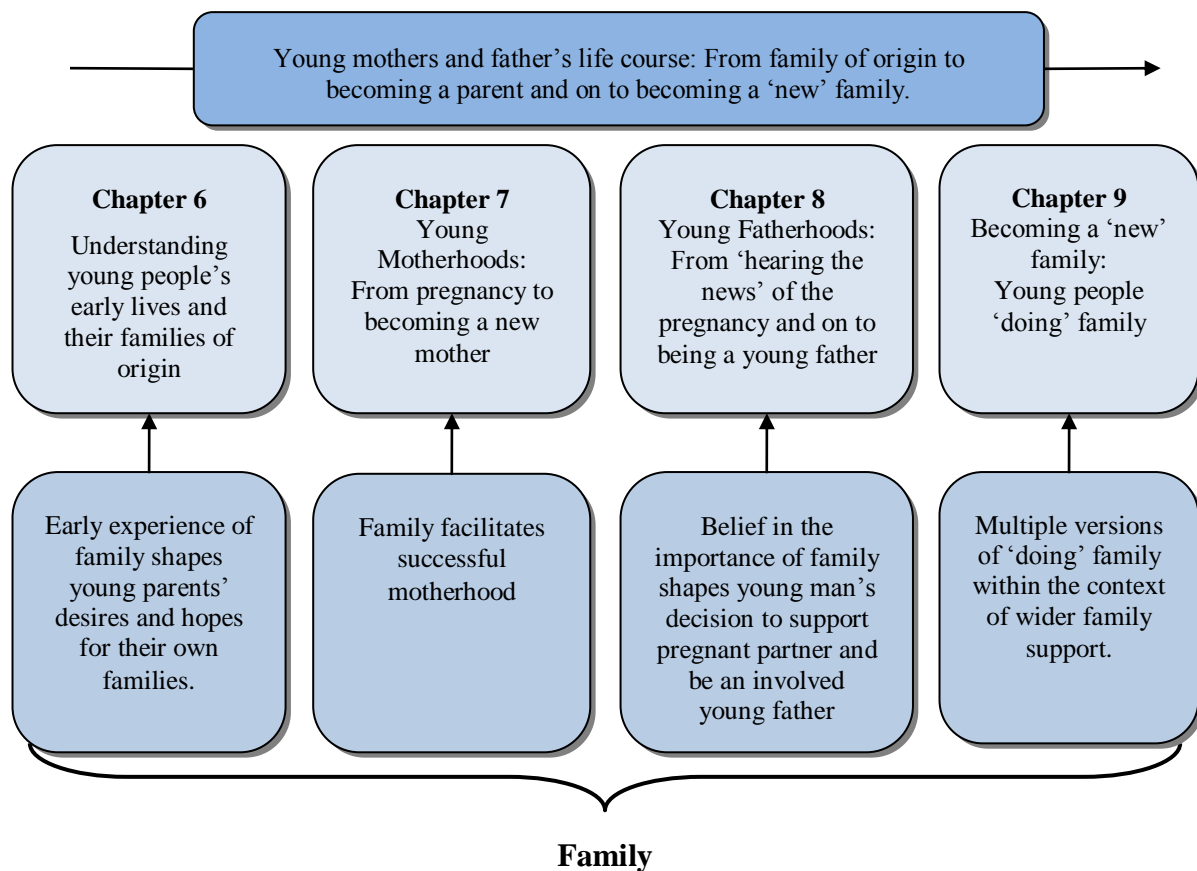 Young mothers and father’s life course: From family of origin to
becoming a parent and on to becoming a ‘new’ family.
Chapter 6
Understanding
young people’s
early lives and
their families of
origin
Chapter 7
Young
Motherhoods:
From pregnancy to
becoming a new
mother
Chapter 8
Young Fatherhoods:
From ‘hearing the
news’ of the
pregnancy and on to
being a young father
Chapter 9
Becoming a ‘new’
family:
Young people
‘doing’ family
Early experience of
family shapes
young parents’
desires and hopes
for their own
families.
Family facilitates
successful
motherhood
Belief in the
importance of family
shapes young man’s
decision to support
pregnant partner and
be an involved
young father
Multiple versions
of ‘doing’ family
within the context
of wider family
support.
Family